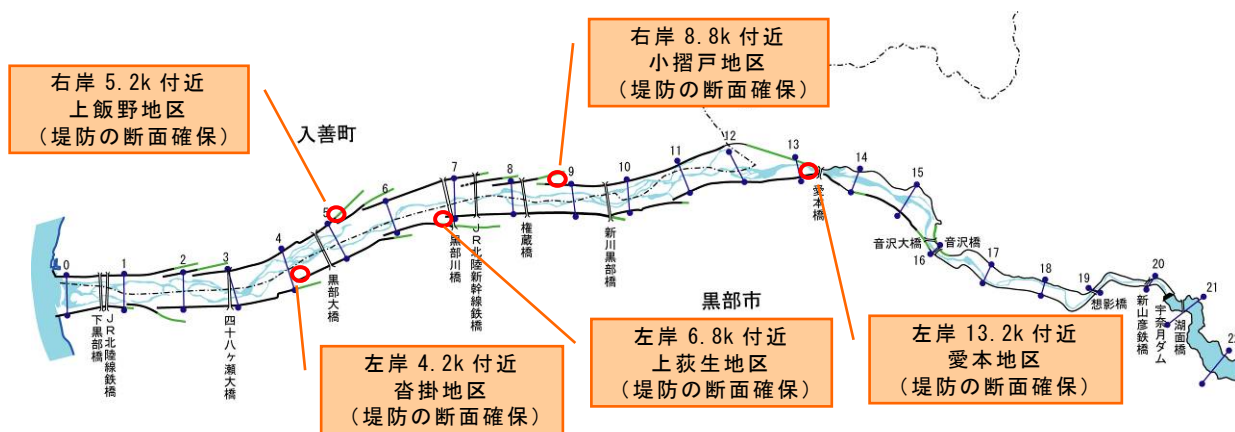 右岸 8.8k 付近
小摺戸地区
(堤防の断面確保)
右岸 5.2k 付近
上飯野地区
(堤防の断面確保)
入善町
0
1
2
3
4
5
6
7
8
9
10
11
12
13
14
15
16
17
18
19
20
21
下黒部橋
JR北陸線鉄橋
四十八ヶ瀬大橋
黒部大橋
黒部川橋
JR北陸新幹線鉄橋
権蔵橋
新川黒部橋
愛本橋
音沢大橋
音沢橋
想影橋
新山彦鉄橋
宇奈月ダム
湖面橋
黒部市
左岸 4.2k 付近
沓掛地区
(堤防の断面確保)
左岸 6.8k 付近
上荻生地区
(堤防の断面確保)
左岸 13.2k 付近
愛本地区
(堤防の断面確保)